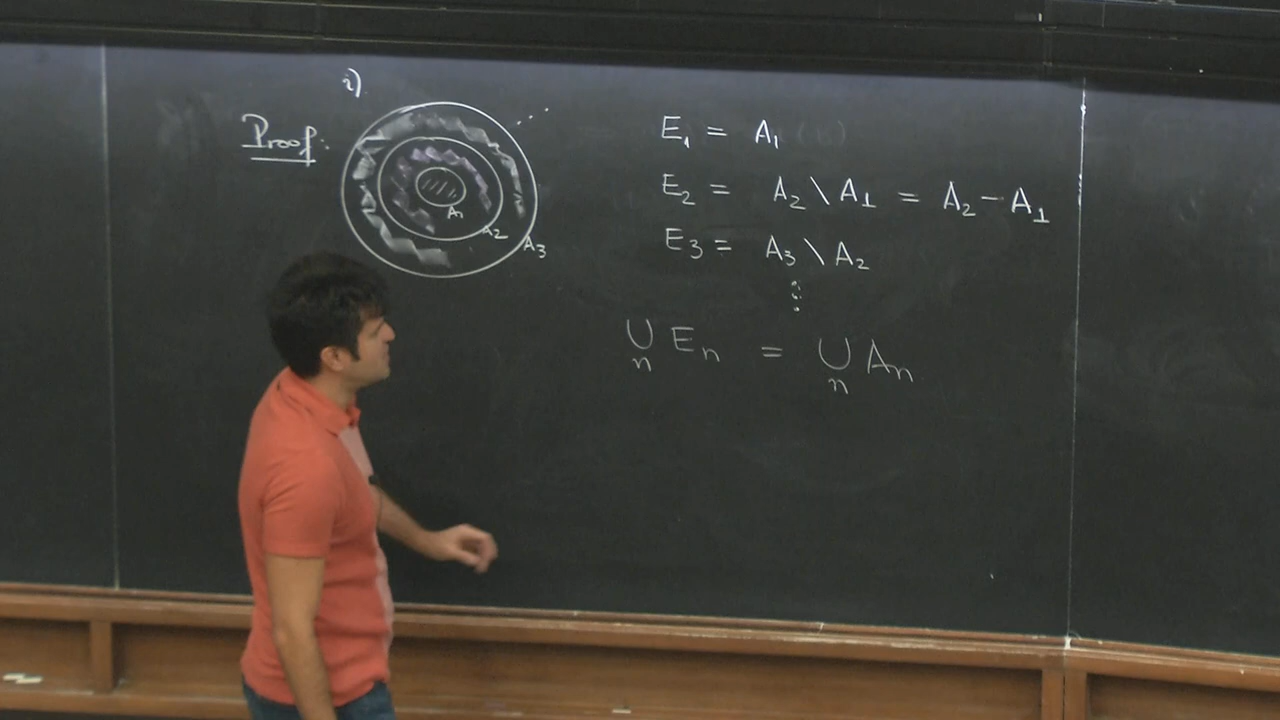 i)
Proof:
A₁
A₂
A₃
E₁ = A₁
E₂ = A₂ \ A₁ = A₂ - A₁
E₃ = A₃ \ A₂
⋮
∪ₙ Eₙ = ∪ₙ Aₙ